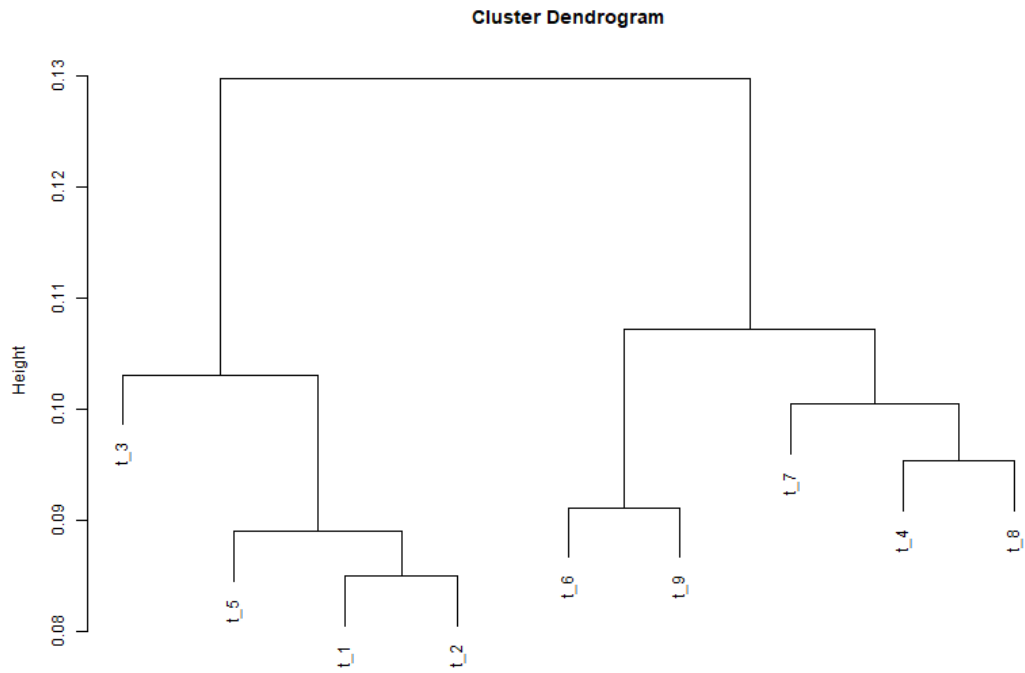 Cluster Dendrogram
Height
0.13
0.12
0.11
0.10
0.09
0.08
t_3
t_5
t_1
t_2
t_6
t_9
t_7
t_4
t_8